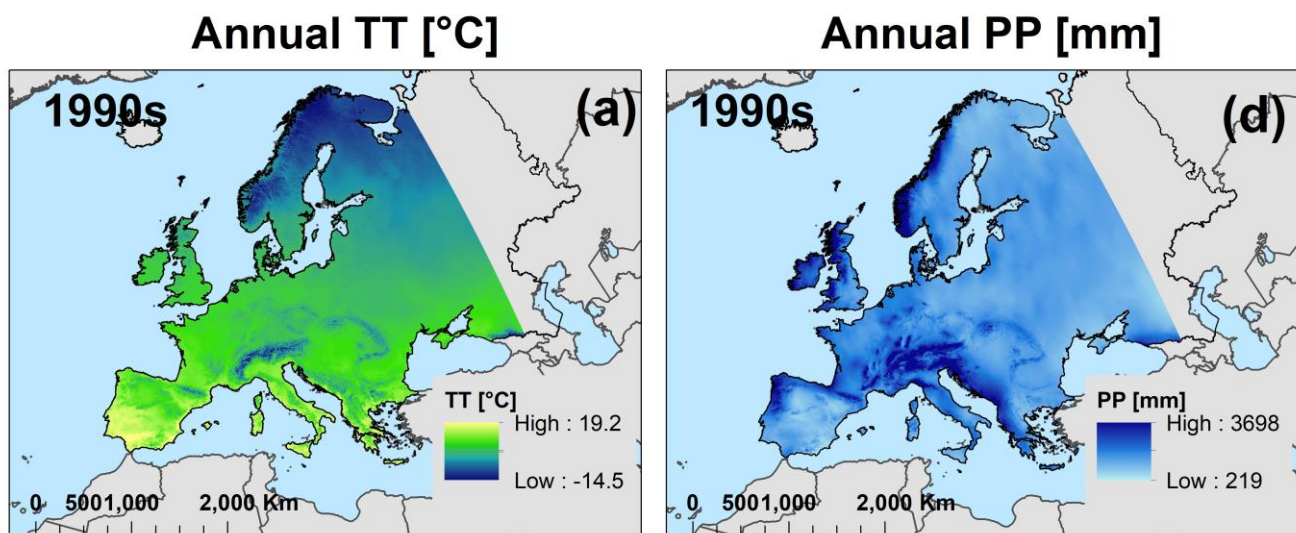 Annual TT [°C]
Annual PP [mm]
1990s
(a)
1990s
(d)
TT [°C]
High : 19.2
Low : -14.5
PP [mm]
High : 3698
Low : 219
0 5001,000 2,000 Km
0 5001,000 2,000 Km